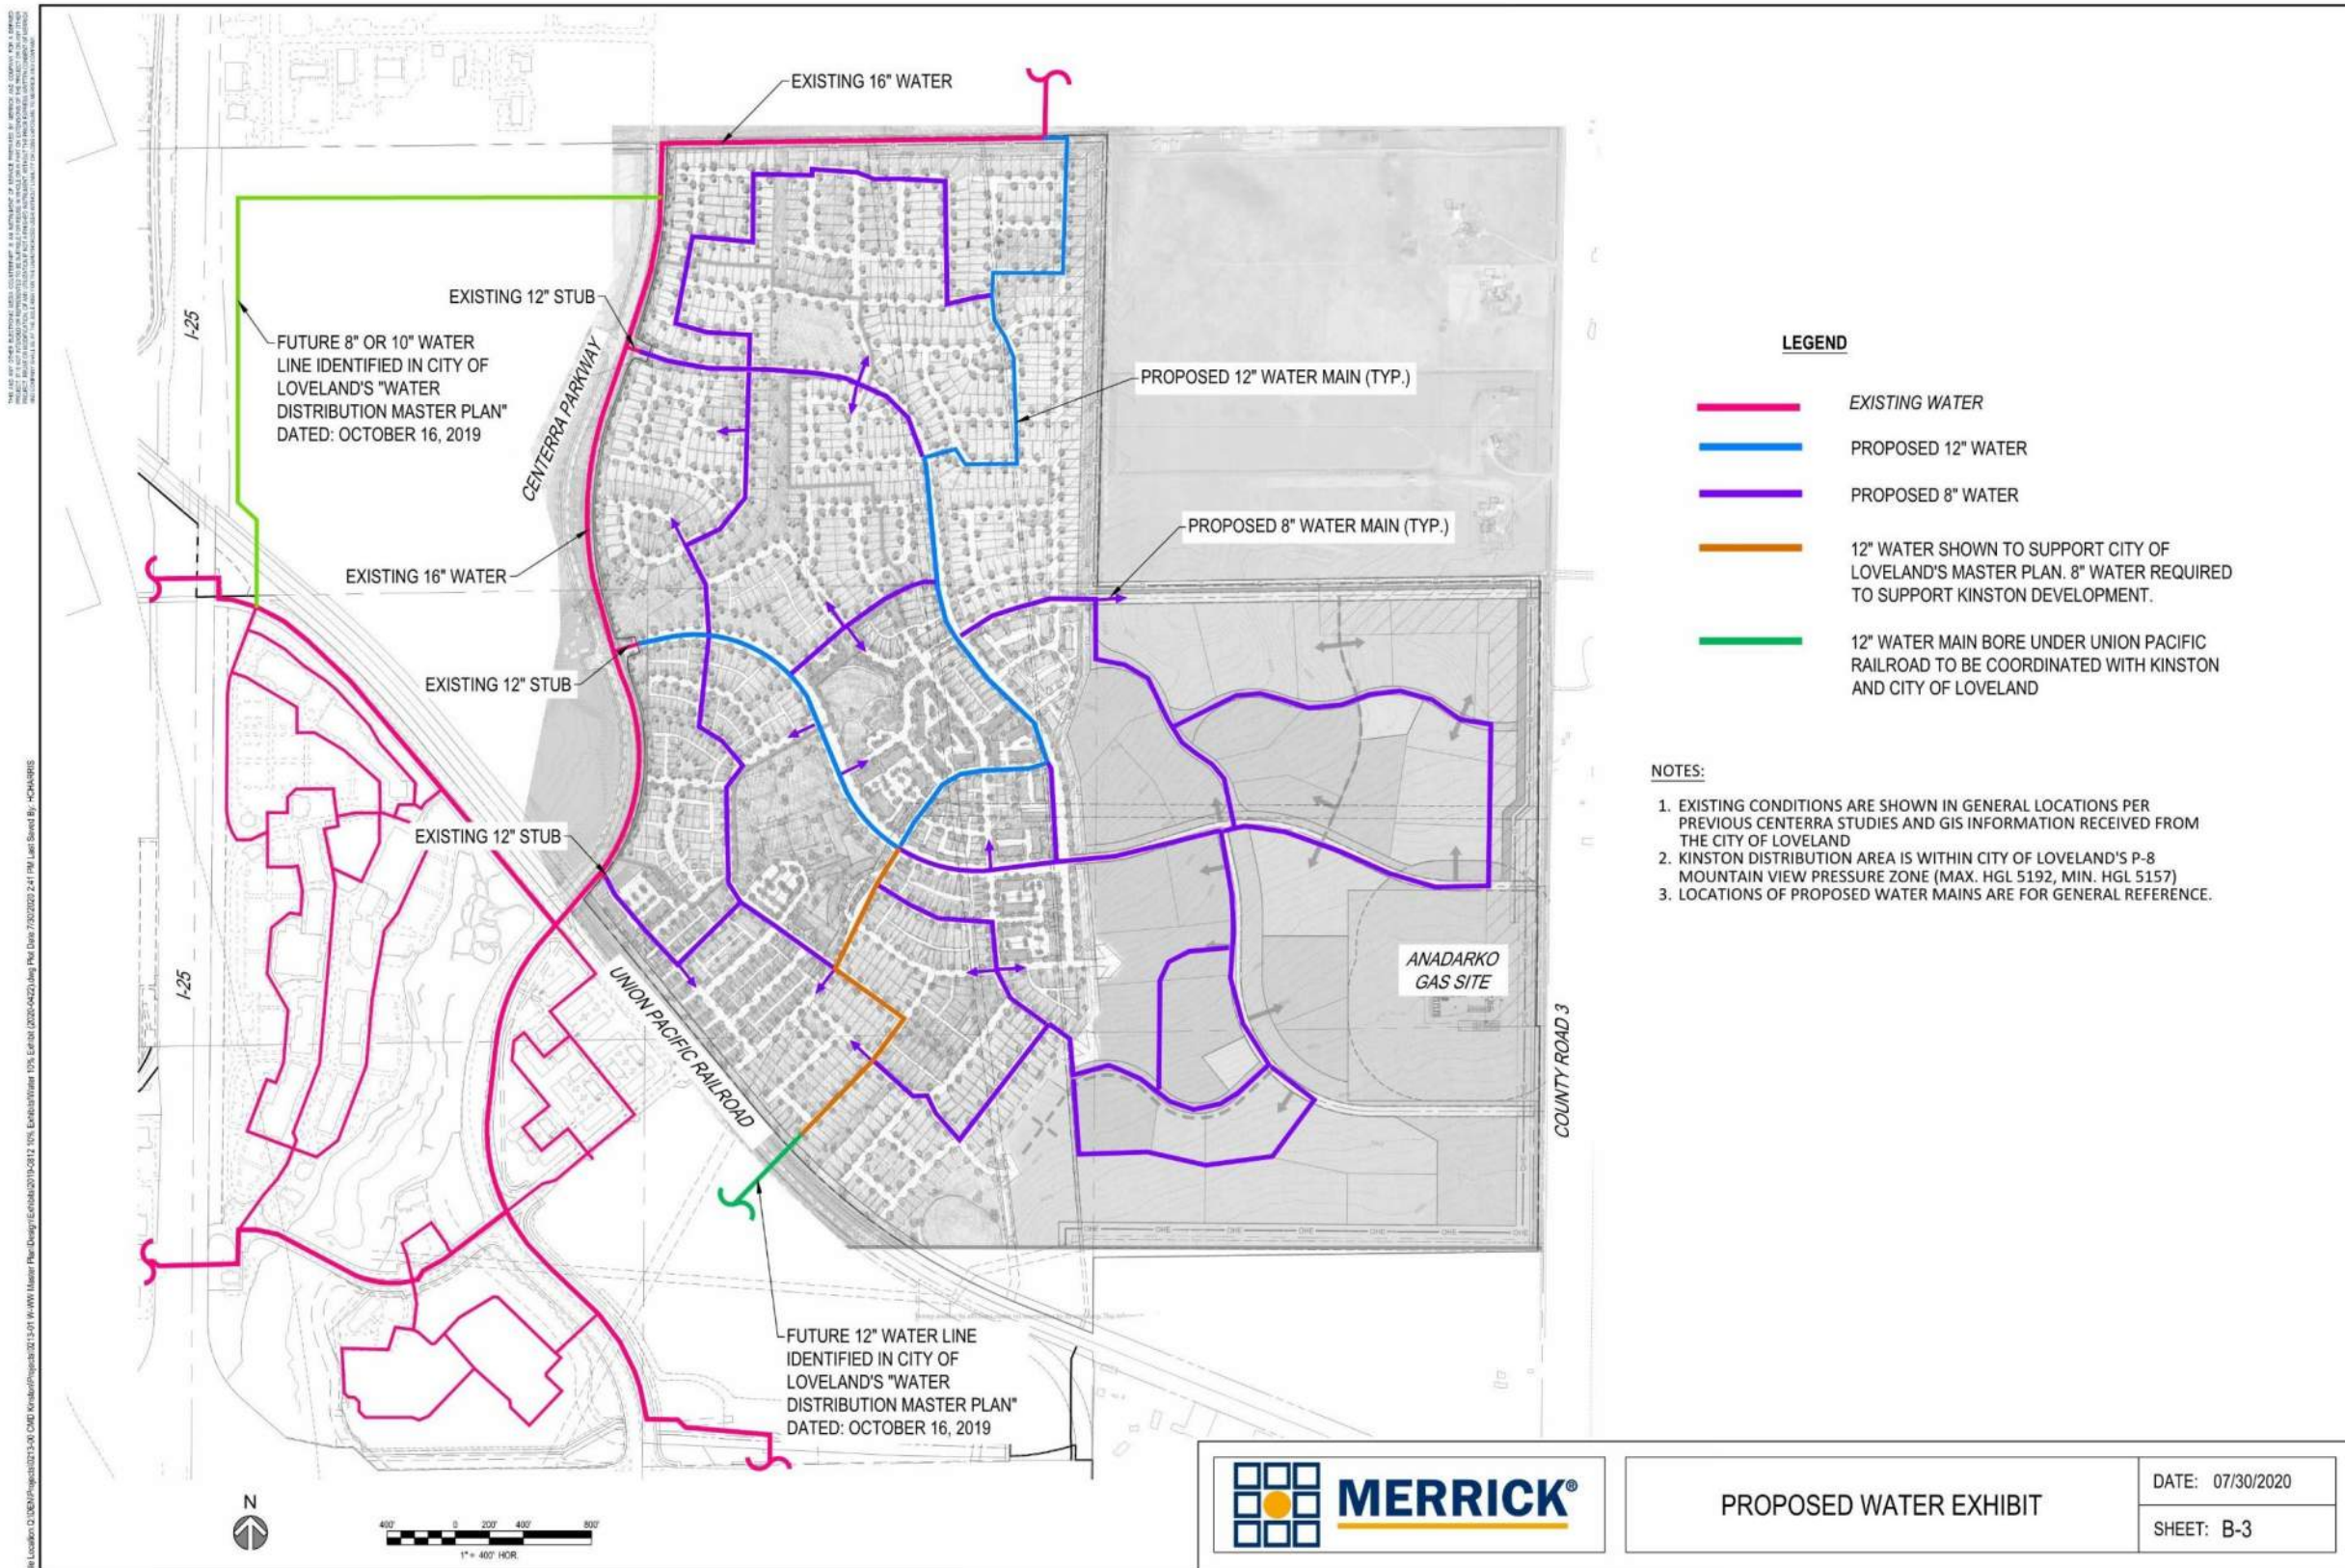 EXISTING 16" WATER
EXISTING 12" STUB
I-25
FUTURE 8" OR 10" WATER
LINE IDENTIFIED IN CITY OF
LOVELAND'S "WATER
DISTRIBUTION MASTER PLAN"
DATED: OCTOBER 16, 2019
CENTERRA PARKWAY
PROPOSED 12" WATER MAIN (TYP.)
PROPOSED 8" WATER MAIN (TYP.)
EXISTING 16" WATER
EXISTING 12" STUB
EXISTING 12" STUB
I-25
UNION PACIFIC RAILROAD
ANADARKO
GAS SITE
COUNTY ROAD 3
FUTURE 12" WATER LINE
IDENTIFIED IN CITY OF
LOVELAND'S "WATER
DISTRIBUTION MASTER PLAN"
DATED: OCTOBER 16, 2019
LEGEND
EXISTING WATER
PROPOSED 12" WATER
PROPOSED 8" WATER
12" WATER SHOWN TO SUPPORT CITY OF
LOVELAND'S MASTER PLAN. 8" WATER REQUIRED
TO SUPPORT KINSTON DEVELOPMENT.
12" WATER MAIN BORE UNDER UNION PACIFIC
RAILROAD TO BE COORDINATED WITH KINSTON
AND CITY OF LOVELAND
NOTES:
1. EXISTING CONDITIONS ARE SHOWN IN GENERAL LOCATIONS PER
PREVIOUS CENTERRA STUDIES AND GIS INFORMATION RECEIVED FROM
THE CITY OF LOVELAND
2. KINSTON DISTRIBUTION AREA IS WITHIN CITY OF LOVELAND'S P-8
MOUNTAIN VIEW PRESSURE ZONE (MAX. HGL 5192, MIN. HGL 5157)
3. LOCATIONS OF PROPOSED WATER MAINS ARE FOR GENERAL REFERENCE.
N
400' 0 200' 400' 800'
1" = 400' HOR.
MERRICK®
PROPOSED WATER EXHIBIT
DATE: 07/30/2020
SHEET: B-3